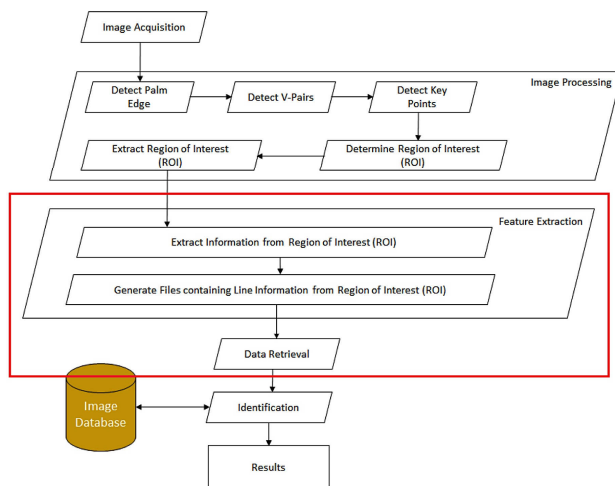 Image Acquisition
Image Processing
Detect Palm
Edge
Detect V-Pairs
Detect Key
Points
Extract Region of Interest
(ROI)
Determine Region of Interest
(ROI)
Feature Extraction
Extract Information from Region of Interest (ROI)
Generate Files containing Line Information from Region of Interest (ROI)
Data Retrieval
Image
Database
Identification
Results